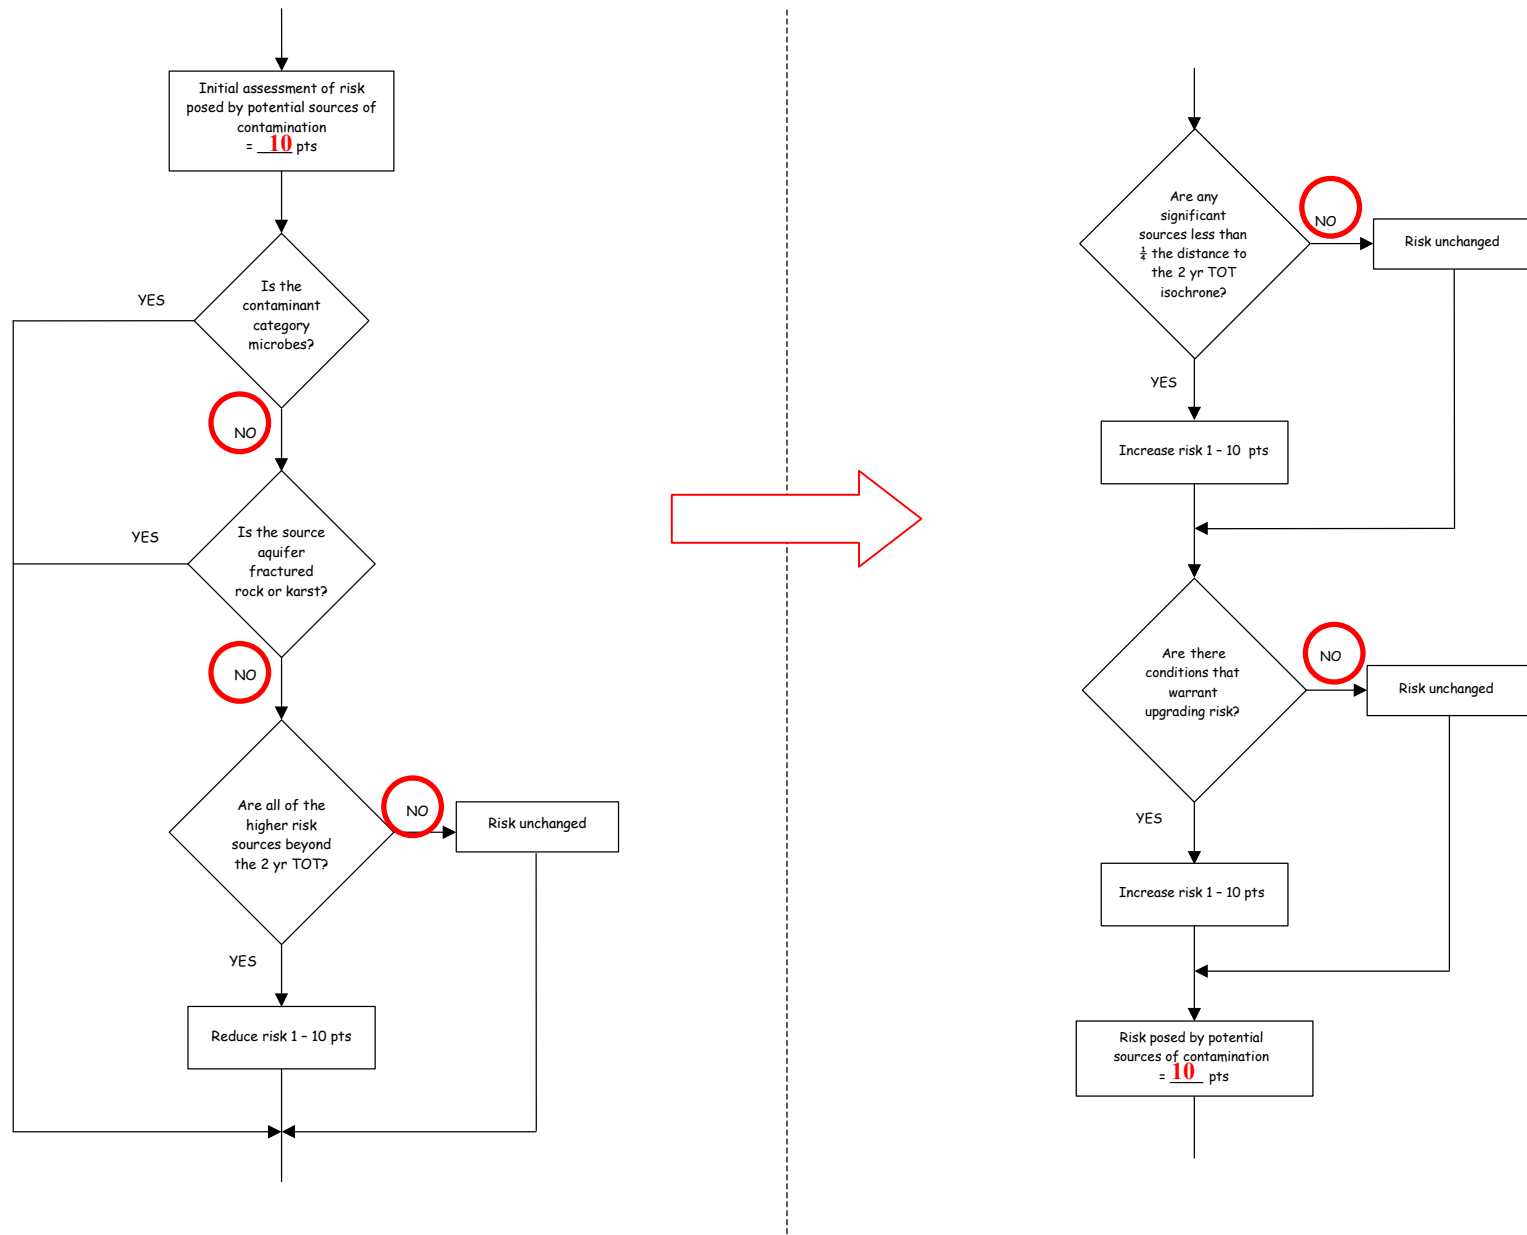 Initial assessment of risk
posed by potential sources of
contamination
= 10 pts
Is the
contaminant
category
microbes?
YES
NO
Is the source
aquifer
fractured
rock or karst?
YES
NO
Are all of the
higher risk
sources beyond
the 2 yr TOT?
NO
Risk unchanged
YES
Reduce risk 1 – 10 pts
Are any
significant
sources less than
¼ the distance to
the 2 yr TOT
isochrone?
NO
Risk unchanged
YES
Increase risk 1 – 10 pts
Are there
conditions that
warrant
upgrading risk?
NO
Risk unchanged
YES
Increase risk 1 – 10 pts
Risk posed by potential
sources of contamination
= 10 pts